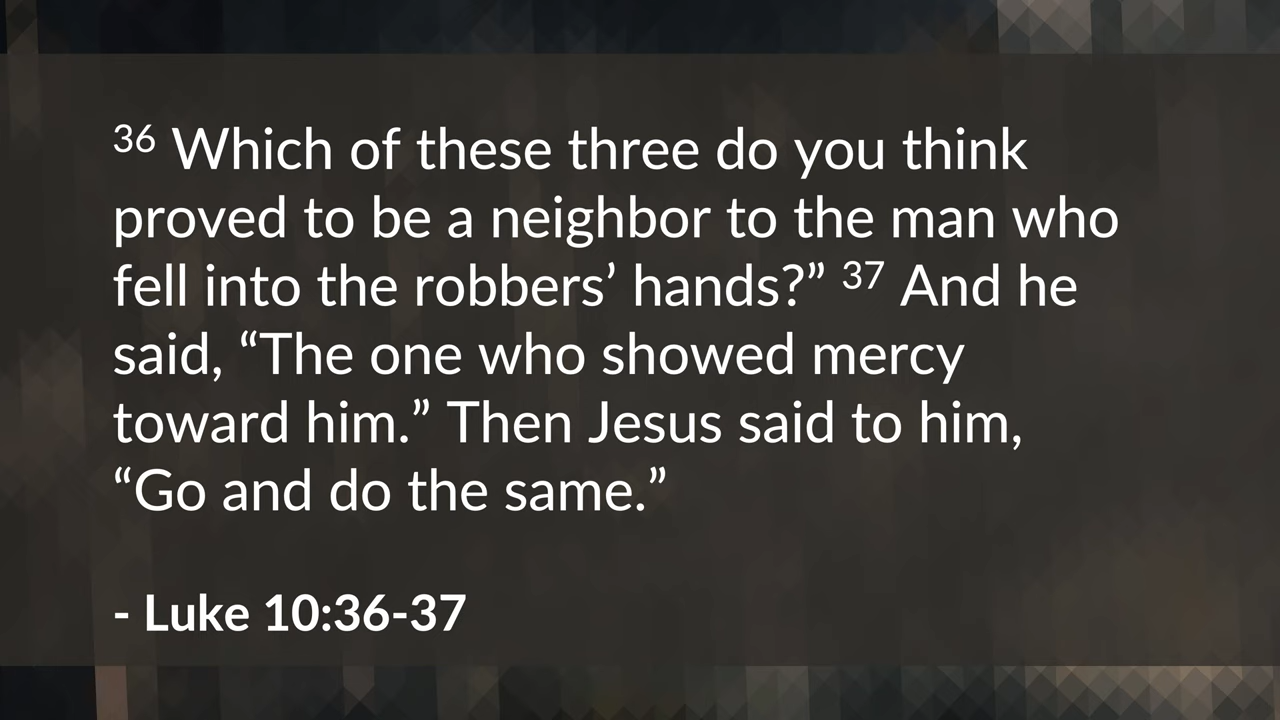 36 Which of these three do you think
proved to be a neighbor to the man who
fell into the robbers’ hands?” 37 And he
said, “The one who showed mercy
toward him.” Then Jesus said to him,
“Go and do the same.”
- Luke 10:36-37